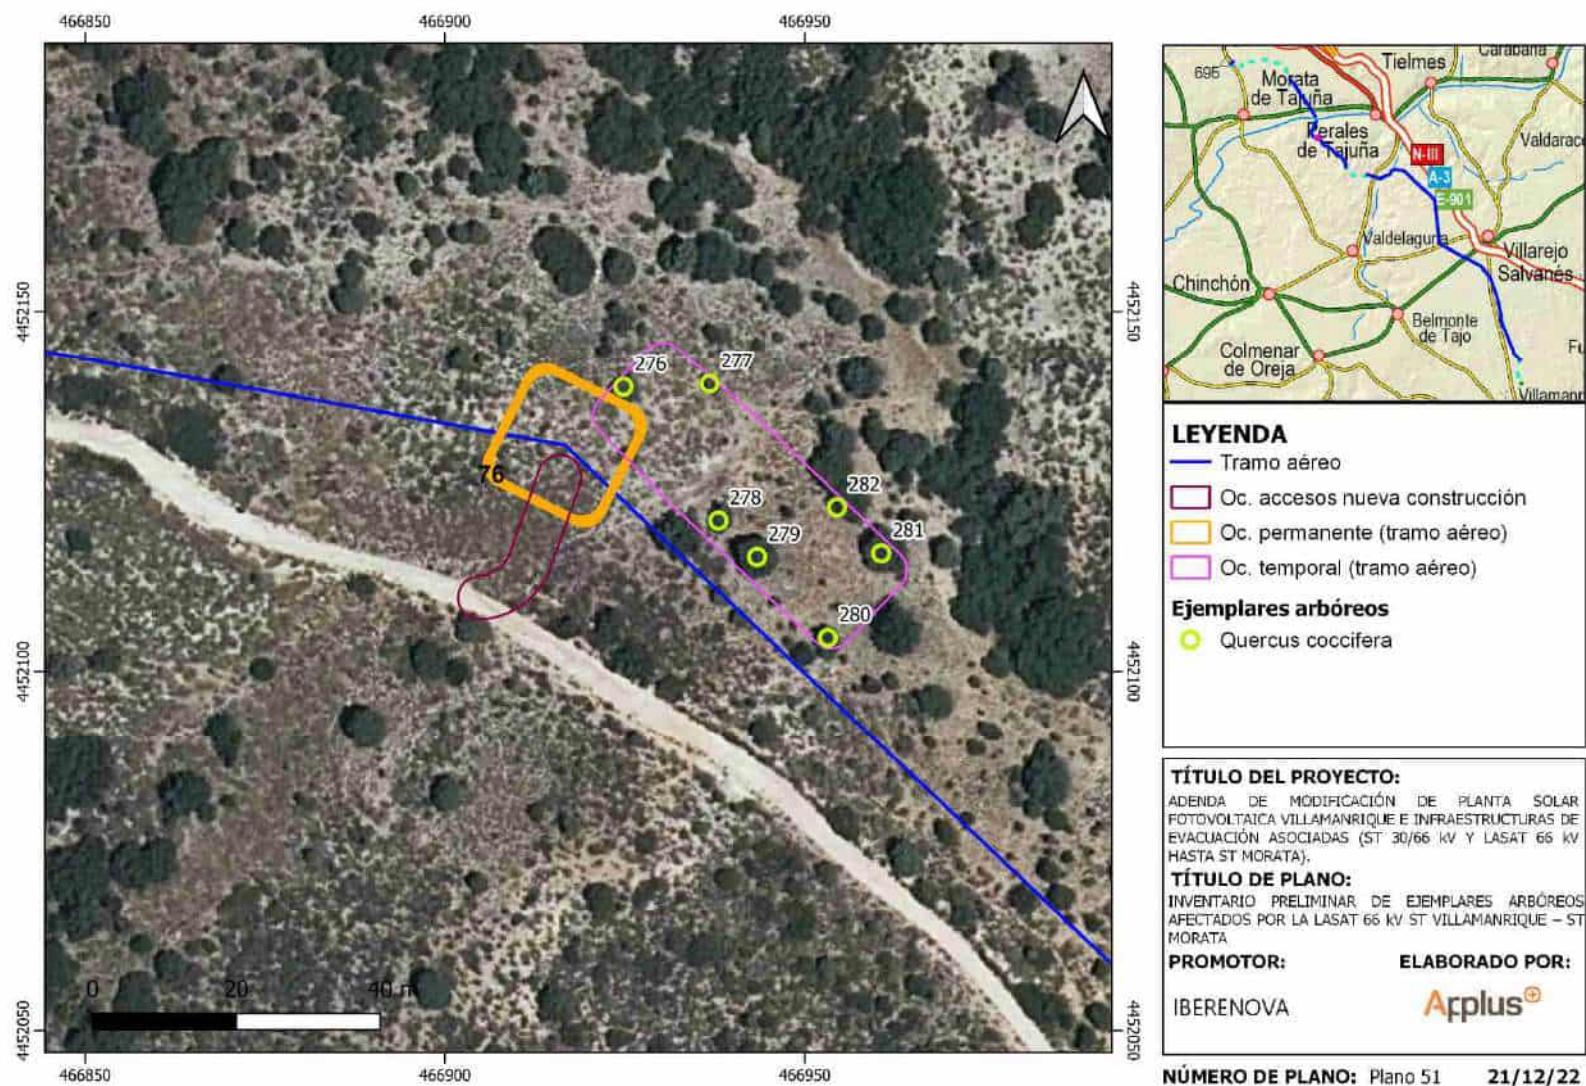 466850
466900
466950
4452150
4452150
4452100
4452100
4452050
4452050
276
277
76
278
279
282
281
280
0
20
40 m
466850
466900
466950
695
Morata
de Tajuña
Tielmes
Carabaña
Perales
de Tajuña
Valdarac
N-III
A-3
E-901
Valdelaguna
Villarejo
Salvanés
Chinchón
Belmonte
de Tajo
Colmenar
de Oreja
Fu
Villamanr
LEYENDA
Tramo aéreo
Oc. accesos nueva construcción
Oc. permanente (tramo aéreo)
Oc. temporal (tramo aéreo)
Ejemplares arbóreos
Quercus coccifera
TÍTULO DEL PROYECTO:
ADENDA DE MODIFICACIÓN DE PLANTA SOLAR
FOTOVOLTAICA VILLAMANRIQUE E INFRAESTRUCTURAS DE
EVACUACIÓN ASOCIADAS (ST 30/66 kV Y LASAT 66 kV
HASTA ST MORATA).
TÍTULO DE PLANO:
INVENTARIO PRELIMINAR DE EJEMPLARES ARBÓREOS
AFECTADOS POR LA LASAT 66 kV ST VILLAMANRIQUE – ST
MORATA
PROMOTOR:
ELABORADO POR:
IBERENOVA
Applus+
NÚMERO DE PLANO: Plano 51
21/12/22